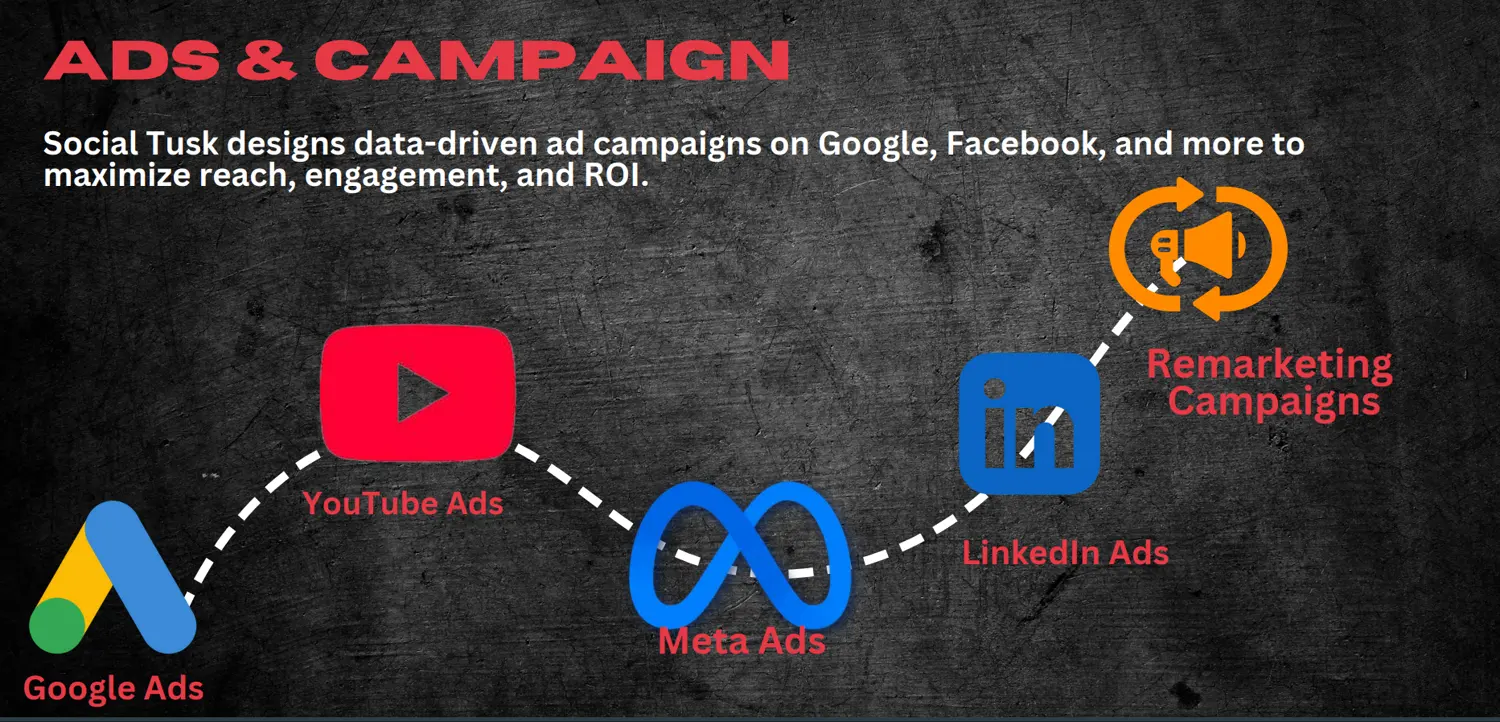 ADS & CAMPAIGN
Social Tusk designs data-driven ad campaigns on Google, Facebook, and more to
maximize reach, engagement, and ROI.
Remarketing
Campaigns
YouTube Ads
in
LinkedIn Ads
Meta Ads
Google Ads